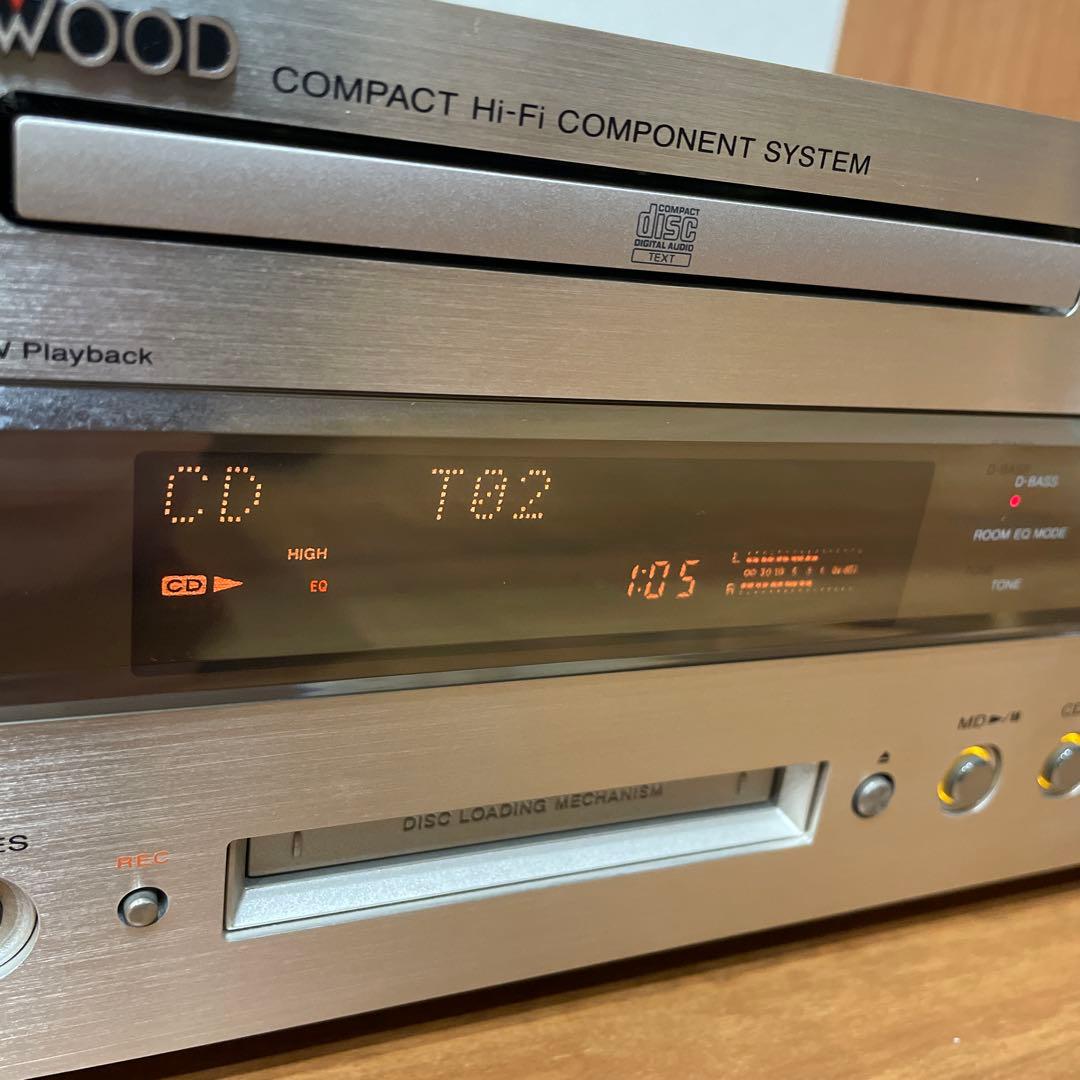 WOOD
COMPACT Hi-Fi COMPONENT SYSTEM
COMPACT
disc
DIGITAL AUDIO
TEXT
Playback
CD T02
D-BASS
HIGH
ROOM EQ MODE
CD EQ 1:05
L
R
TONE
MD
DISC LOADING MECHANISM
ES
REC